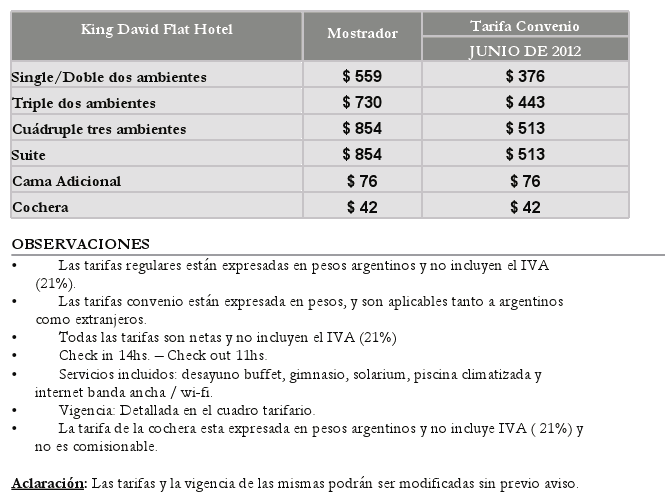 King David Flat Hotel Mostrador Tarifa Convenio
JUNIO DE 2012
Single/Doble dos ambientes $ 559 $ 376
Triple dos ambientes $ 730 $ 443
Cuádruple tres ambientes $ 854 $ 513
Suite $ 854 $ 513
Cama Adicional $ 76 $ 76
Cochera $ 42 $ 42
OBSERVACIONES
• Las tarifas regulares están expresadas en pesos argentinos y no incluyen el IVA
(21%).
• Las tarifas convenio están expresada en pesos, y son aplicables tanto a argentinos
como extranjeros.
• Todas las tarifas son netas y no incluyen el IVA (21%)
• Check in 14hs. – Check out 11hs.
• Servicios incluidos: desayuno buffet, gimnasio, solarium, piscina climatizada y
internet banda ancha / wi-fi.
• Vigencia: Detallada en el cuadro tarifario.
• La tarifa de la cochera esta expresada en pesos argentinos y no incluye IVA ( 21%) y
no es comisionable.
Aclaración: Las tarifas y la vigencia de las mismas podrán ser modificadas sin previo aviso.